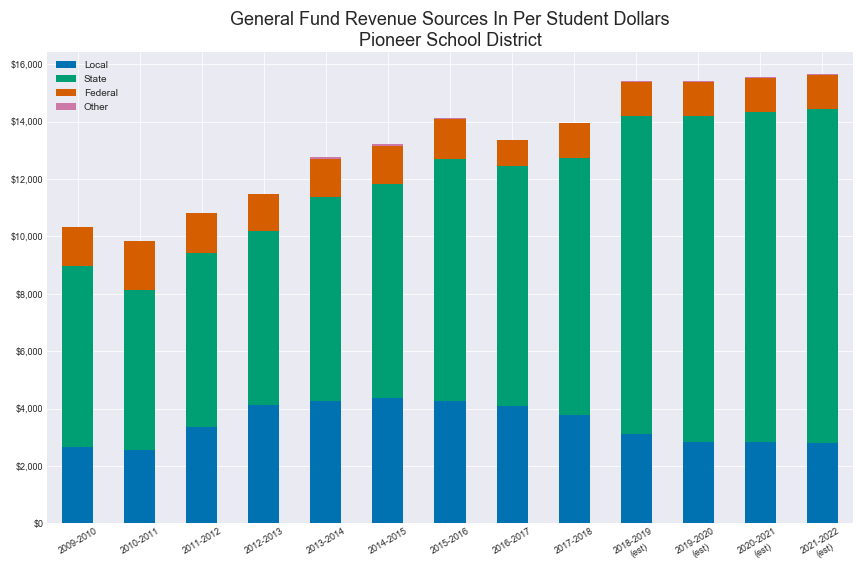 General Fund Revenue Sources In Per Student Dollars
Pioneer School District
Local
State
Federal
Other
$16,000
$14,000
$12,000
$10,000
$8,000
$6,000
$4,000
$2,000
$0
2009-2010
2010-2011
2011-2012
2012-2013
2013-2014
2014-2015
2015-2016
2016-2017
2017-2018
2018-2019
(est)
2019-2020
(est)
2020-2021
(est)
2021-2022
(est)